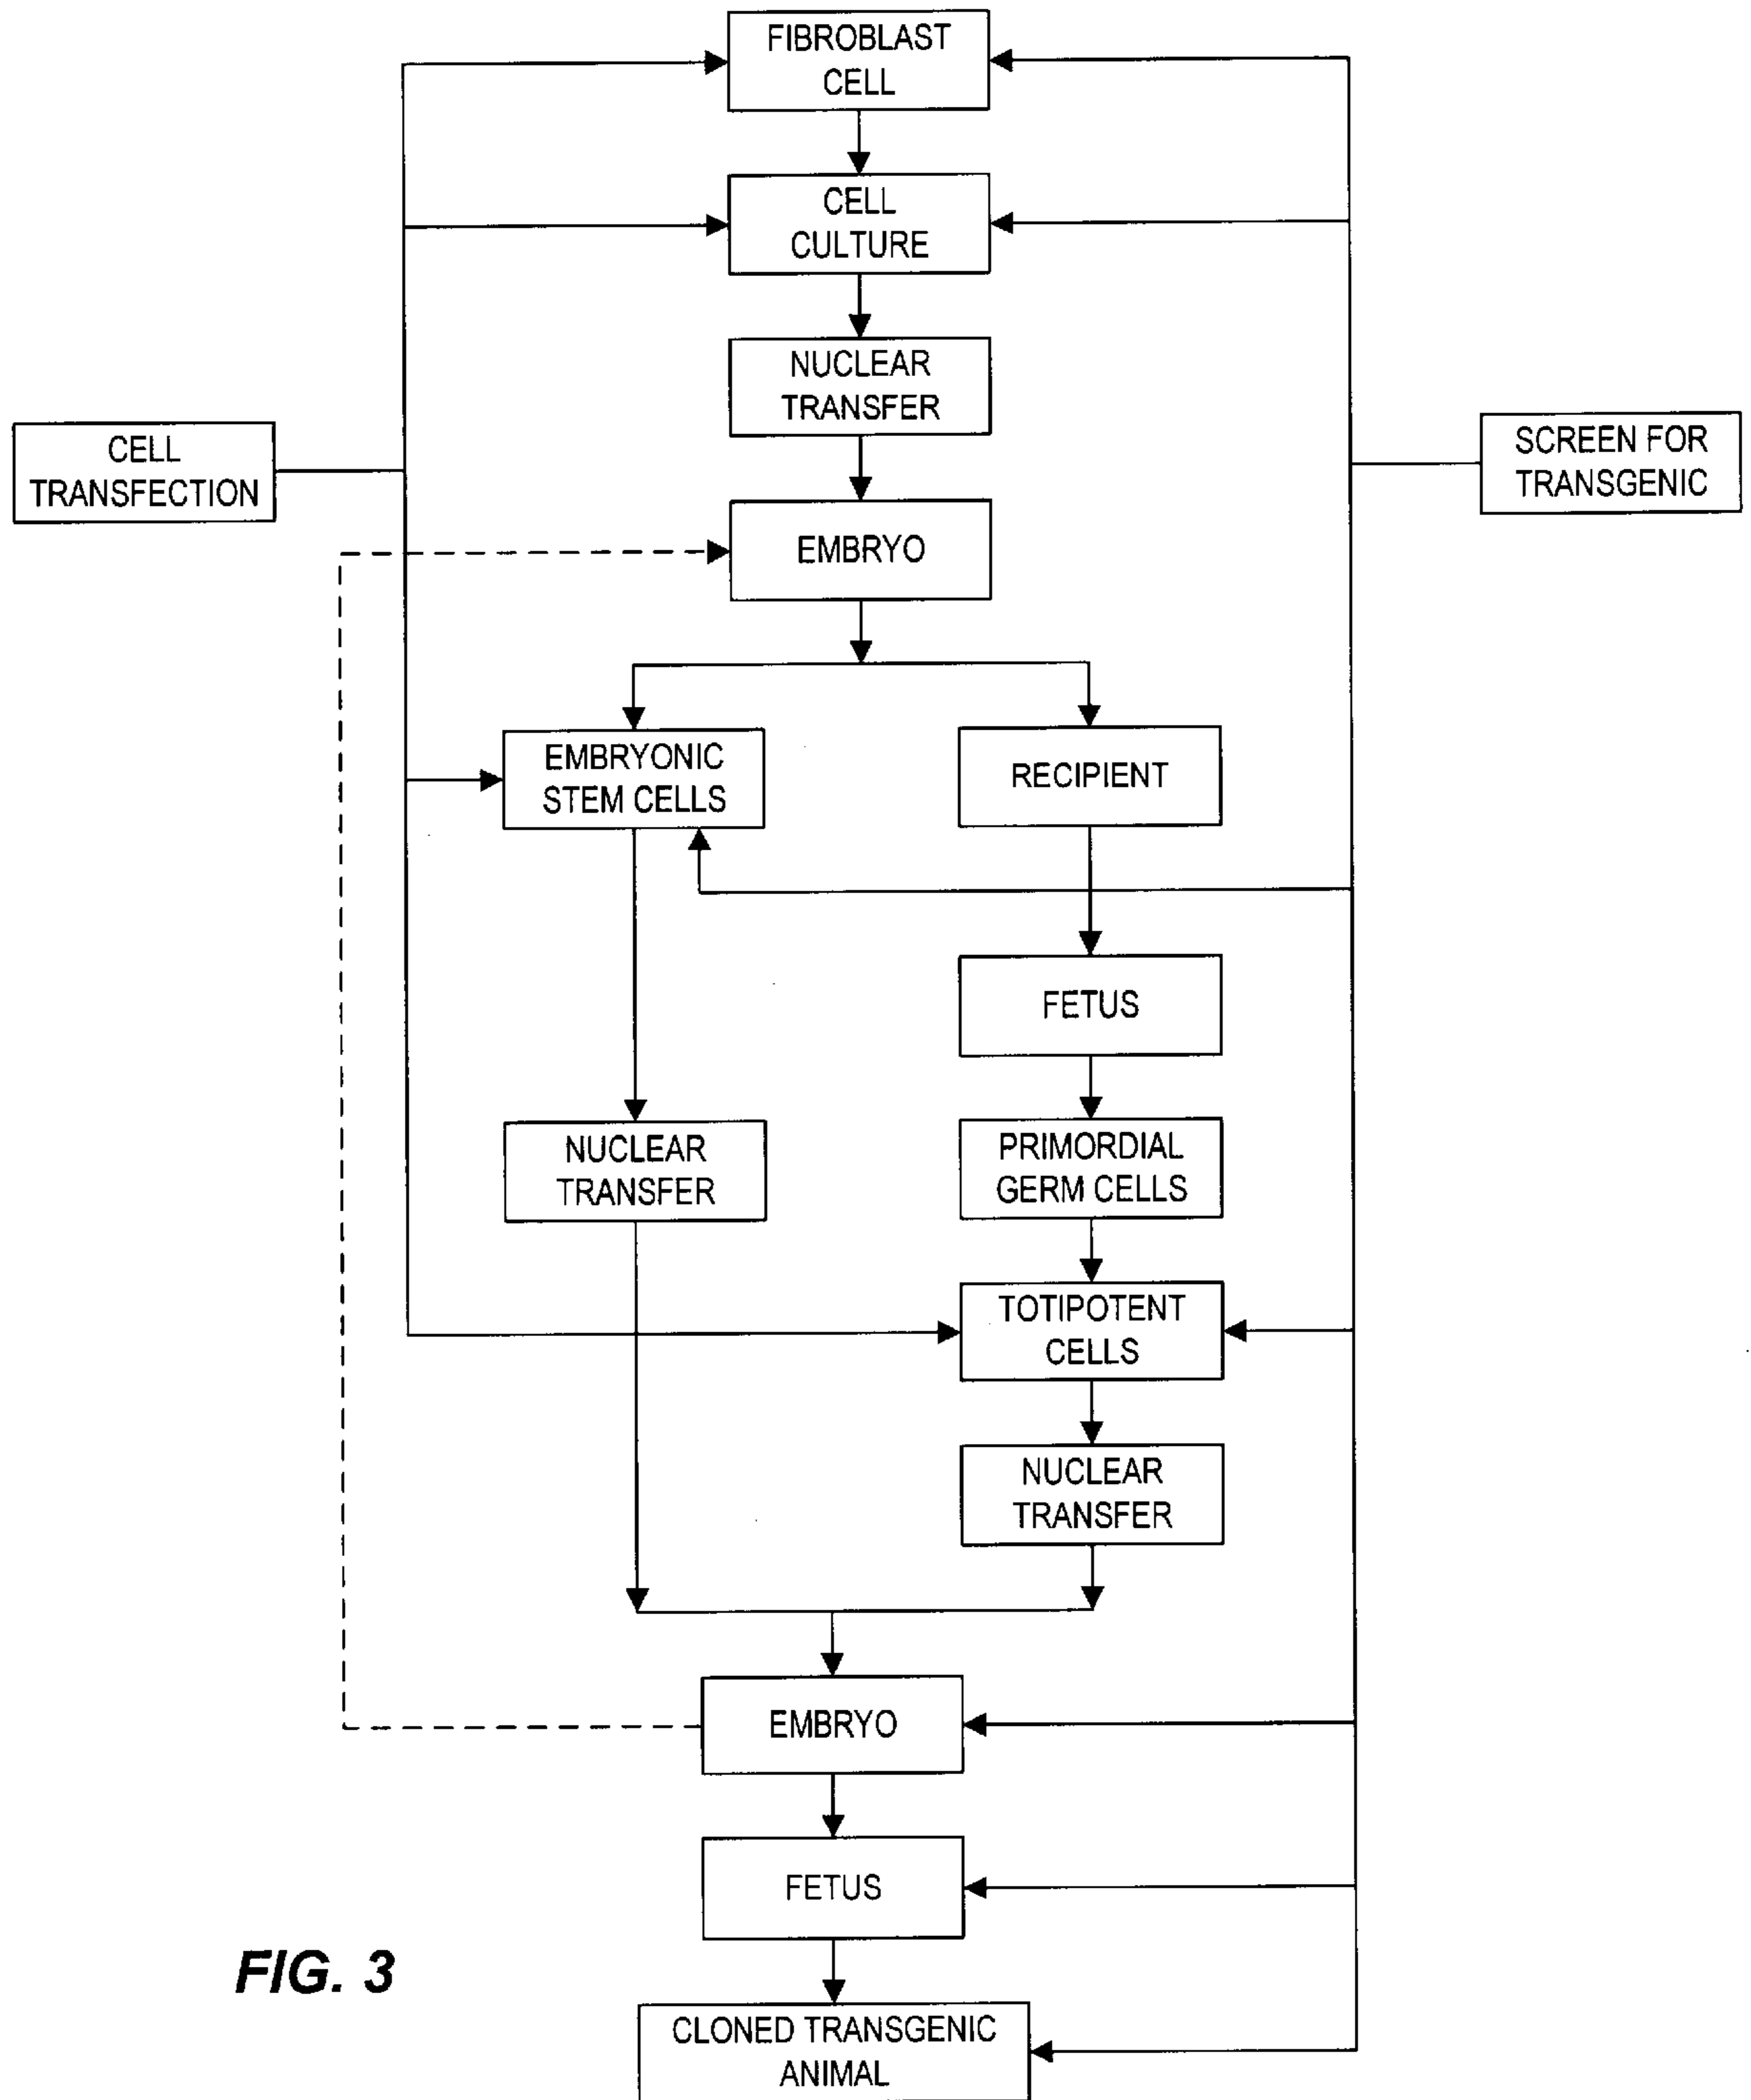 FIBROBLAST
CELL
CELL
CULTURE
NUCLEAR
TRANSFER
CELL
TRANSFECTION
SCREEN FOR
TRANSGENIC
EMBRYO
EMBRYONIC
STEM CELLS
RECIPIENT
FETUS
NUCLEAR
TRANSFER
PRIMORDIAL
GERM CELLS
TOTIPOTENT
CELLS
NUCLEAR
TRANSFER
EMBRYO
FETUS
FIG. 3
CLONED TRANSGENIC
ANIMAL